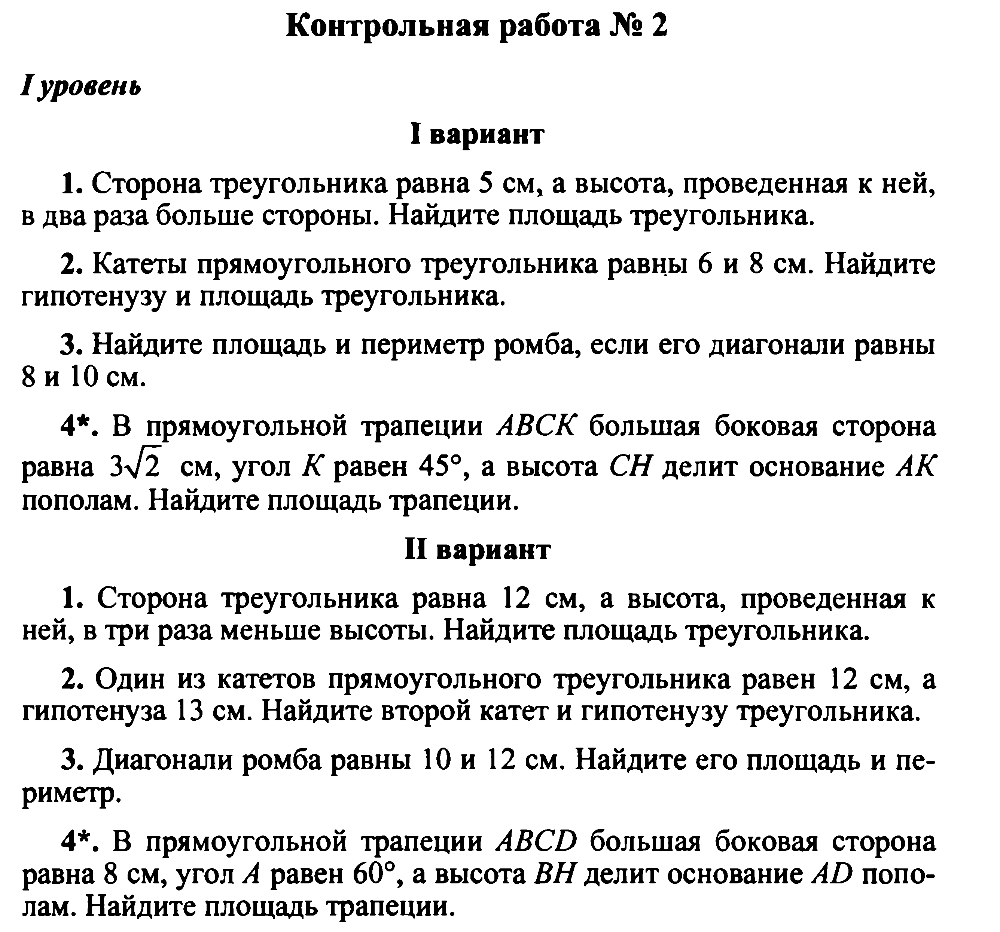 Контрольная работа № 2
I уровень
I вариант
1. Сторона треугольника равна 5 см, а высота, проведенная к ней,
в два раза больше стороны. Найдите площадь треугольника.
2. Катеты прямоугольного треугольника равны 6 и 8 см. Найдите
гипотенузу и площадь треугольника.
3. Найдите площадь и периметр ромба, если его диагонали равны
8 и 10 см.
4*. В прямоугольной трапеции ABCK большая боковая сторона
равна 3√2 см, угол K равен 45°, а высота CH делит основание AK
пополам. Найдите площадь трапеции.
II вариант
1. Сторона треугольника равна 12 см, а высота, проведенная к
ней, в три раза меньше высоты. Найдите площадь треугольника.
2. Один из катетов прямоугольного треугольника равен 12 см, а
гипотенуза 13 см. Найдите второй катет и гипотенузу треугольника.
3. Диагонали ромба равны 10 и 12 см. Найдите его площадь и пе-
риметр.
4*. В прямоугольной трапеции ABCD большая боковая сторона
равна 8 см, угол A равен 60°, а высота BH делит основание AD попо-
лам. Найдите площадь трапеции.